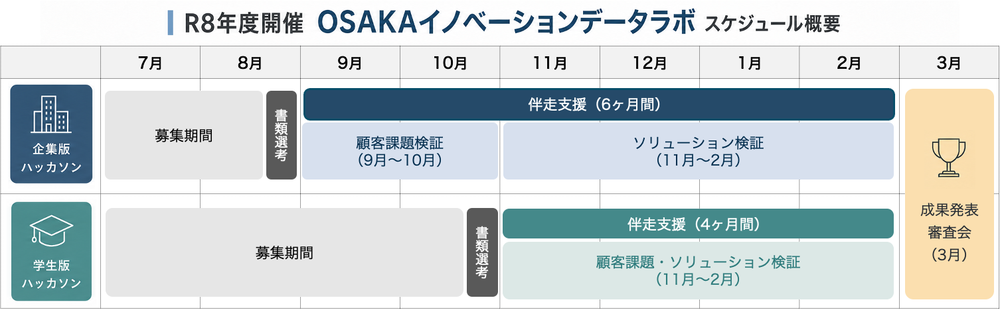 R8年度開催 OSAKAイノベーションデータラボ スケジュール概要
7月 8月 9月 10月 11月 12月 1月 2月 3月
企集版
ハッカソン
募集期間
書類選考
伴走支援（6ヶ月間）
顧客課題検証
（9月～10月）
ソリューション検証
（11月～2月）
学生版
ハッカソン
募集期間
書類選考
伴走支援（4ヶ月間）
顧客課題・ソリューション検証
（11月～2月）
成果発表
審査会
（3月）